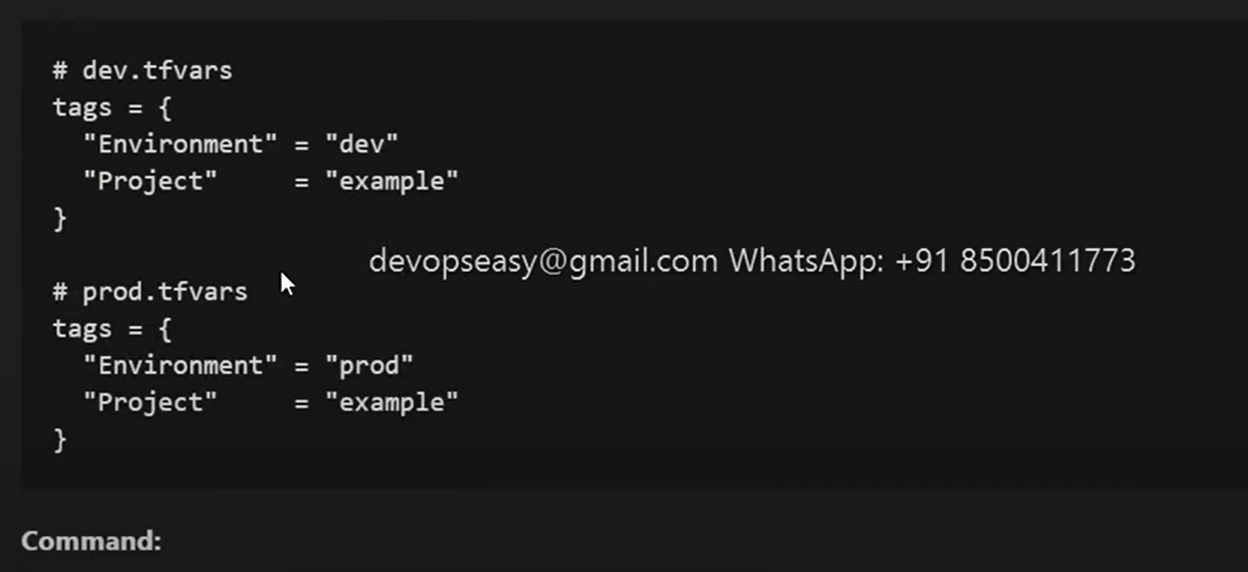 # dev.tfvars
tags = {
  "Environment" = "dev"
  "Project"     = "example"
}
devopseasy@gmail.com WhatsApp: +91 8500411773
# prod.tfvars
tags = {
  "Environment" = "prod"
  "Project"     = "example"
}
Command: